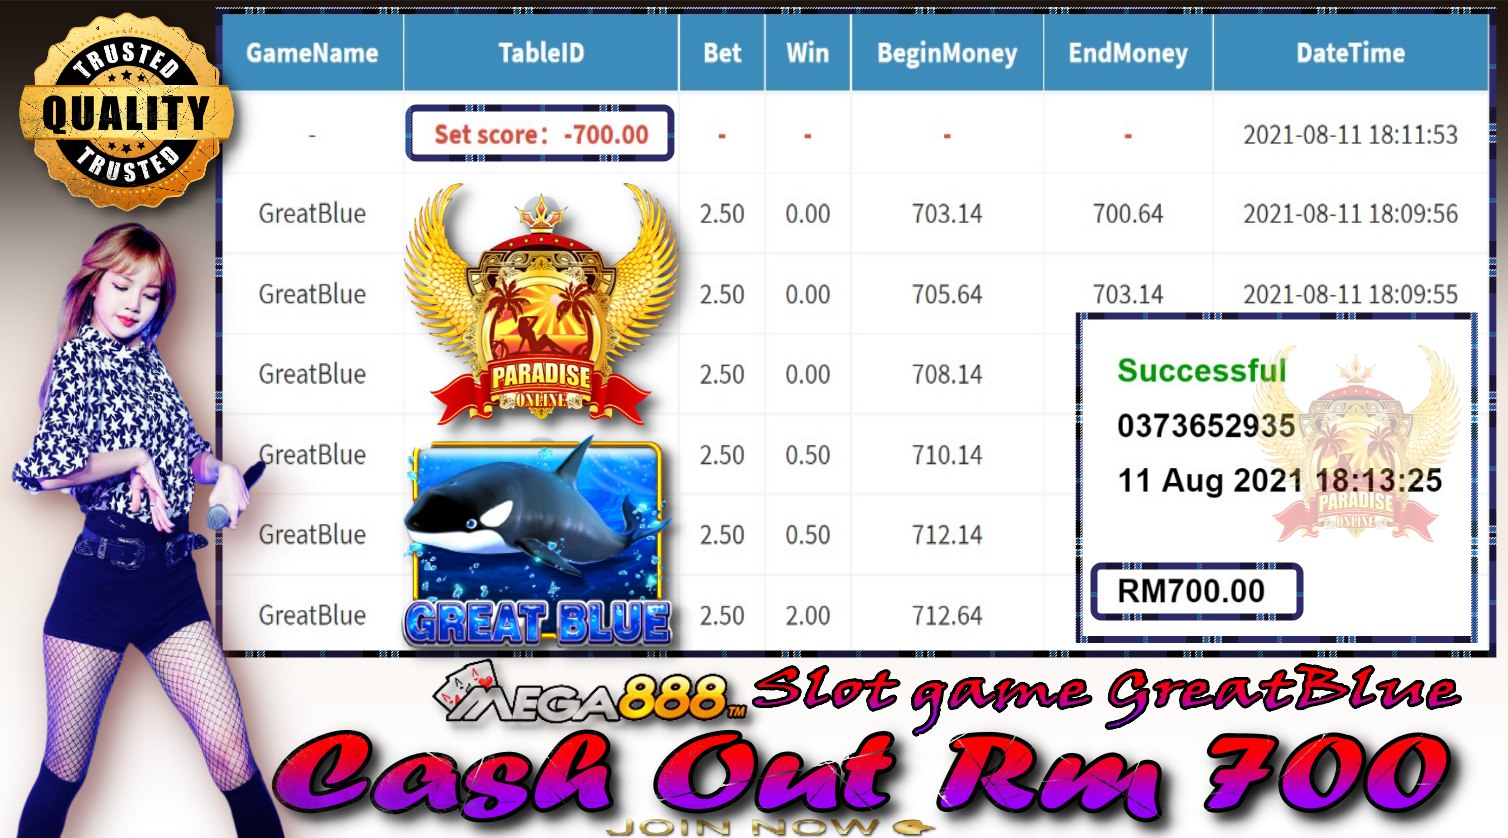 TRUSTED
QUALITY
TRUSTED
GameName TableID Bet Win BeginMoney EndMoney DateTime
- Set score: -700.00 - - - - 2021-08-11 18:11:53
GreatBlue 2.50 0.00 703.14 700.64 2021-08-11 18:09:56
GreatBlue 2.50 0.00 705.64 703.14 2021-08-11 18:09:55
GreatBlue 2.50 0.00 708.14
GreatBlue 2.50 0.50 710.14
GreatBlue 2.50 0.50 712.14
GreatBlue 2.50 2.00 712.64
PARADISE
ONLINE
GREAT BLUE
Successful
0373652935
11 Aug 2021 18:13:25
RM700.00
PARADISE
ONLINE
MEGA888 TM Slot game GreatBlue
Cash Out Rm 700
JOIN NOW